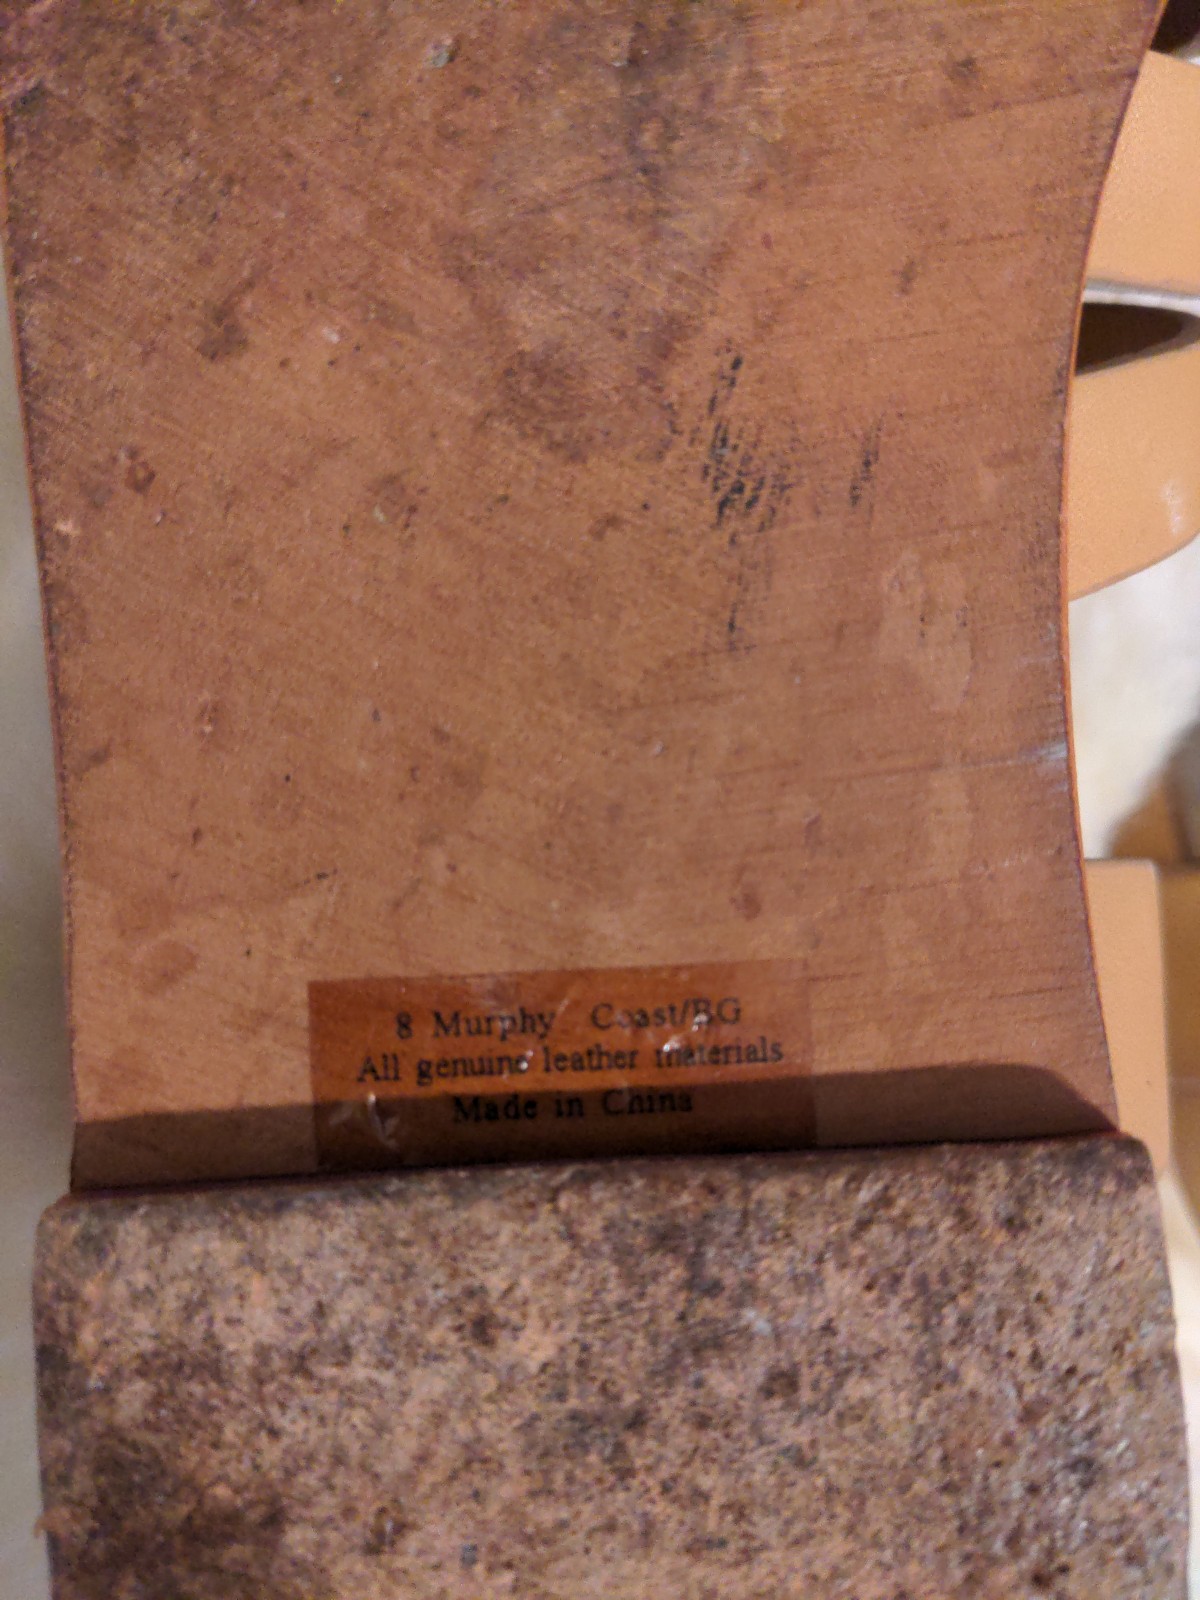 8 Murphy Coast/BG
All genuine leather materials
Made in China